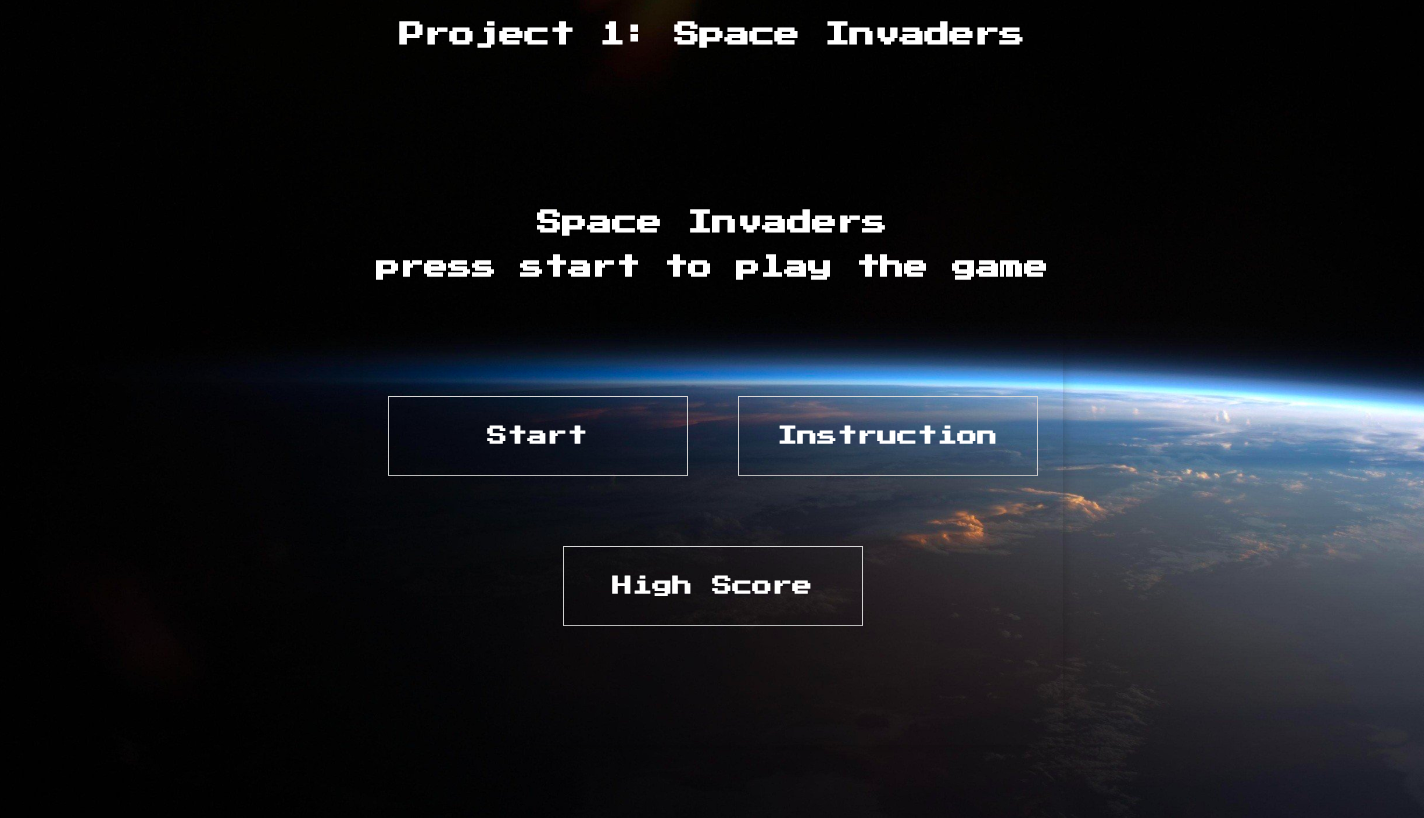 Project 1: Space Invaders
Space Invaders
press start to play the game
Start
Instruction
High Score